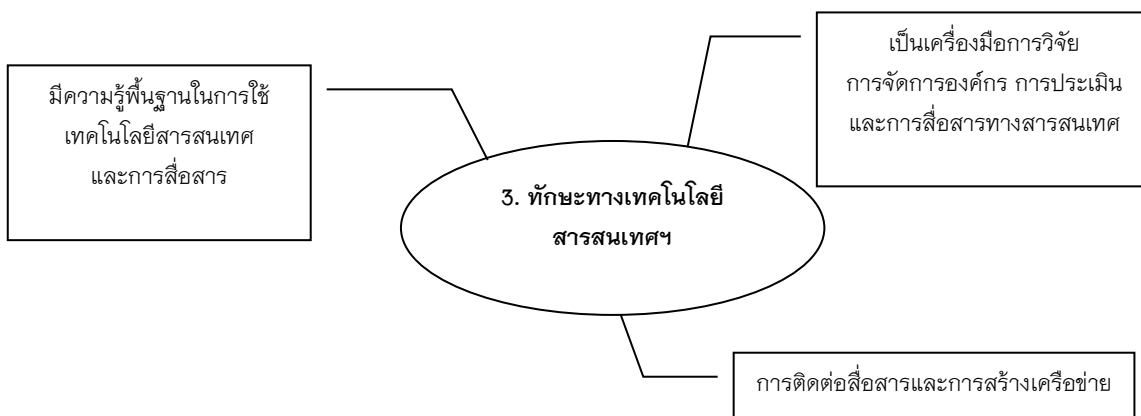 เป็นเครื่องมือการวิจัย
การจัดการองค์กร การประเมิน
และการสื่อสารทางสารสนเทศ
มีความรู้พื้นฐานในการใช้
เทคโนโลยีสารสนเทศ
และการสื่อสาร
3. ทักษะทางเทคโนโลยี
สารสนเทศฯ
การติดต่อสื่อสารและการสร้างเครือข่าย